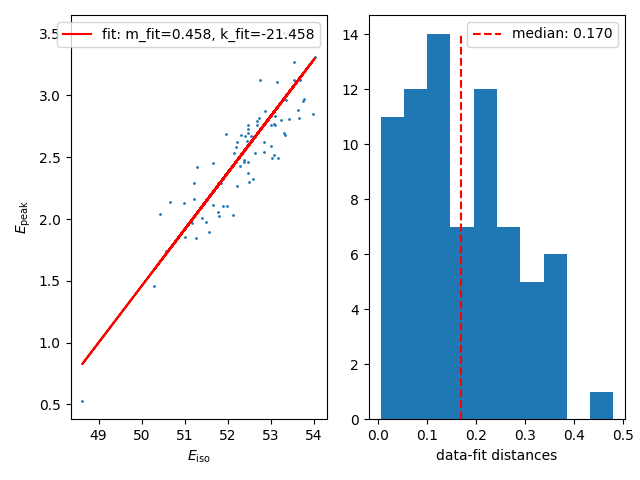 fit: m_fit=0.458, k_fit=-21.458
3.5
3.0
2.5
2.0
1.5
1.0
0.5
E_peak
49 50 51 52 53 54
E_iso
median: 0.170
14
12
10
8
6
4
2
0
0.0 0.1 0.2 0.3 0.4 0.5
data-fit distances